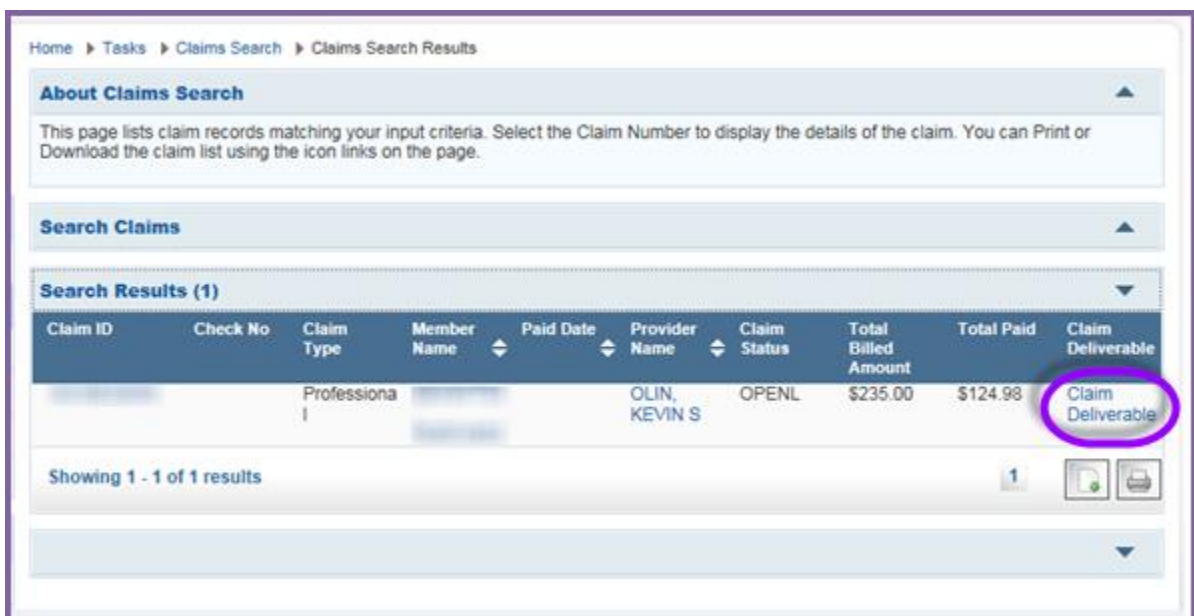 Home ▶ Tasks ▶ Claims Search ▶ Claims Search Results
About Claims Search
This page lists claim records matching your input criteria. Select the Claim Number to display the details of the claim. You can Print or
Download the claim list using the icon links on the page.
Search Claims
Search Results (1)
Claim ID Check No Claim Type Member Name Paid Date Provider Name Claim Status Total Billed Amount Total Paid Claim Deliverable
Professional OLIN, KEVIN S OPENL $235.00 $124.98 Claim Deliverable
Showing 1 - 1 of 1 results 1